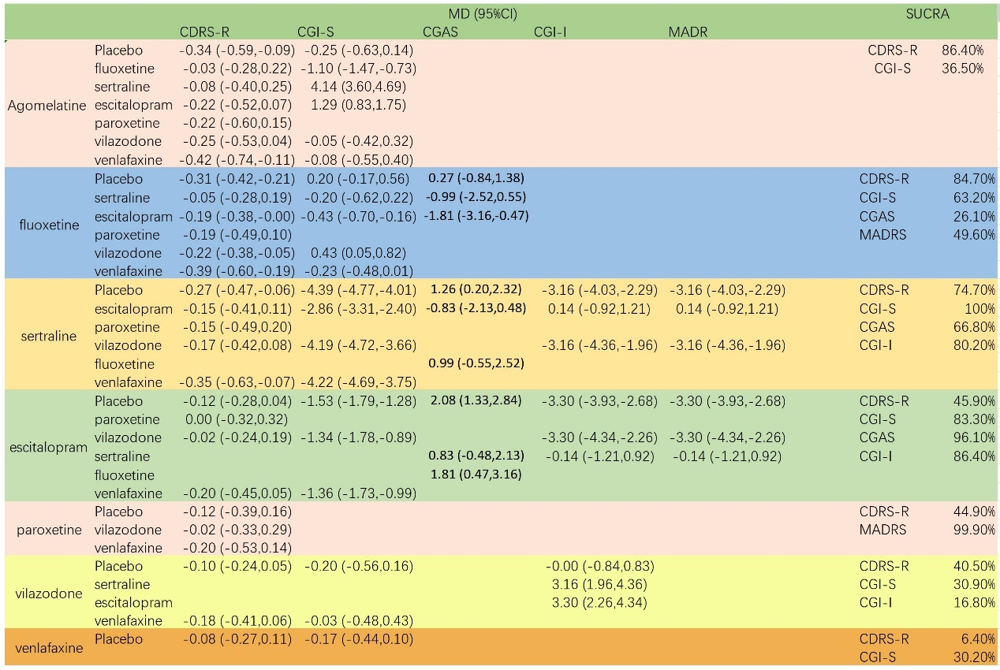 MD (95%CI) SUCRA
CDRS-R CGI-S CGAS CGI-I MADR
Placebo -0.34 (-0.59,-0.09) -0.25 (-0.63,0.14) CDRS-R 86.40%
fluoxetine -0.03 (-0.28,0.22) -1.10 (-1.47,-0.73) CGI-S 36.50%
sertraline -0.08 (-0.40,0.25) 4.14 (3.60,4.69)
Agomelatine escitalopram -0.22 (-0.52,0.07) 1.29 (0.83,1.75)
paroxetine -0.22 (-0.60,0.15)
vilazodone -0.25 (-0.53,0.04) -0.05 (-0.42,0.32)
venlafaxine -0.42 (-0.74,-0.11) -0.08 (-0.55,0.40)
Placebo -0.31 (-0.42,-0.21) 0.20 (-0.17,0.56) 0.27 (-0.84,1.38) CDRS-R 84.70%
sertraline -0.05 (-0.28,0.19) -0.20 (-0.62,0.22) -0.99 (-2.52,0.55) CGI-S 63.20%
escitalopram -0.19 (-0.38,-0.00) -0.43 (-0.70,-0.16) -1.81 (-3.16,-0.47) CGAS 26.10%
fluoxetine paroxetine -0.19 (-0.49,0.10) MADRS 49.60%
vilazodone -0.22 (-0.38,-0.05) 0.43 (0.05,0.82)
venlafaxine -0.39 (-0.60,-0.19) -0.23 (-0.48,0.01)
Placebo -0.27 (-0.47,-0.06) -4.39 (-4.77,-4.01) 1.26 (0.20,2.32) -3.16 (-4.03,-2.29) -3.16 (-4.03,-2.29) CDRS-R 74.70%
escitalopram -0.15 (-0.41,0.11) -2.86 (-3.31,-2.40) -0.83 (-2.13,0.48) 0.14 (-0.92,1.21) 0.14 (-0.92,1.21) CGI-S 100%
sertraline paroxetine -0.15 (-0.49,0.20) CGAS 66.80%
vilazodone -0.17 (-0.42,0.08) -4.19 (-4.72,-3.66) -3.16 (-4.36,-1.96) -3.16 (-4.36,-1.96) CGI-I 80.20%
fluoxetine 0.99 (-0.55,2.52)
venlafaxine -0.35 (-0.63,-0.07) -4.22 (-4.69,-3.75)
Placebo -0.12 (-0.28,0.04) -1.53 (-1.79,-1.28) 2.08 (1.33,2.84) -3.30 (-3.93,-2.68) -3.30 (-3.93,-2.68) CDRS-R 45.90%
paroxetine 0.00 (-0.32,0.32) CGI-S 83.30%
vilazodone -0.02 (-0.24,0.19) -1.34 (-1.78,-0.89) -3.30 (-4.34,-2.26) -3.30 (-4.34,-2.26) CGAS 96.10%
escitalopram sertraline 0.83 (-0.48,2.13) -0.14 (-1.21,0.92) -0.14 (-1.21,0.92) CGI-I 86.40%
fluoxetine 1.81 (0.47,3.16)
venlafaxine -0.20 (-0.45,0.05) -1.36 (-1.73,-0.99)
Placebo -0.12 (-0.39,0.16) CDRS-R 44.90%
paroxetine vilazodone -0.02 (-0.33,0.29) MADRS 99.90%
venlafaxine -0.20 (-0.53,0.14)
Placebo -0.10 (-0.24,0.05) -0.20 (-0.56,0.16) -0.00 (-0.84,0.83) CDRS-R 40.50%
sertraline 3.16 (1.96,4.36) CGI-S 30.90%
vilazodone escitalopram 3.30 (2.26,4.34) CGI-I 16.80%
venlafaxine -0.18 (-0.41,0.06) -0.03 (-0.48,0.43)
venlafaxine Placebo -0.08 (-0.27,0.11) -0.17 (-0.44,0.10) CDRS-R 6.40%
CGI-S 30.20%